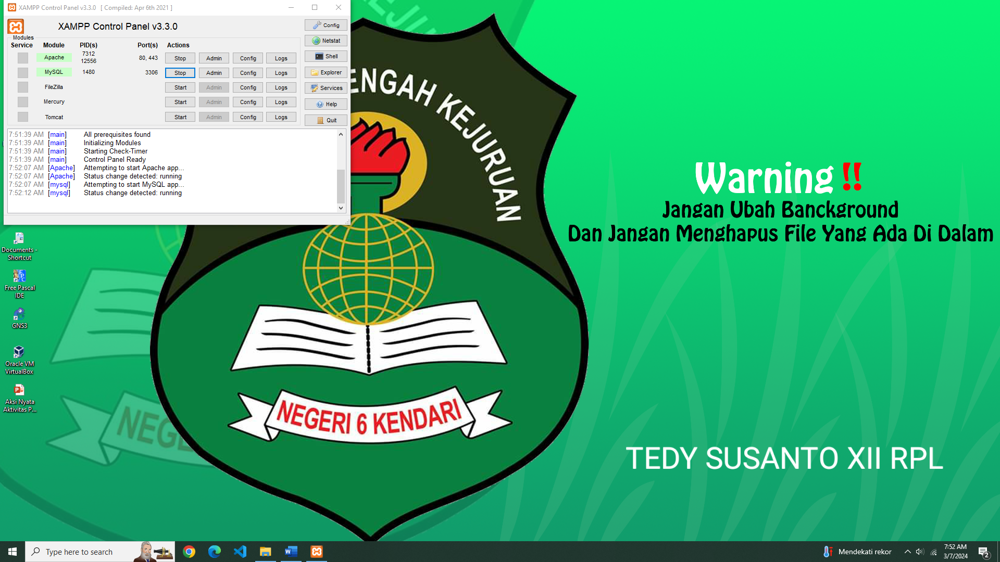 XAMPP Control Panel v3.3.0 [ Compiled: Apr 6th 2021 ]
XAMPP Control Panel v3.3.0
Config
Modules
Service Module PID(s) Port(s) Actions
Netstat
Apache 7312 12556 80, 443 Stop Admin Config Logs
Shell
MySQL 1480 3306 Stop Admin Config Logs
Explorer
FileZilla Start Admin Config Logs
Services
Mercury Start Admin Config Logs
Help
Tomcat Start Admin Config Logs
Quit
7:51:39 AM [main] All prerequisites found
7:51:39 AM [main] Initializing Modules
7:51:39 AM [main] Starting Check-Timer
7:51:39 AM [main] Control Panel Ready
7:52:07 AM [Apache] Attempting to start Apache app...
7:52:07 AM [Apache] Status change detected: running
7:52:07 AM [mysql] Attempting to start MySQL app...
7:52:12 AM [mysql] Status change detected: running
ENGAH KEJURUAN
Warning !!
Jangan Ubah Banckground
Dan Jangan Menghapus File Yang Ada Di Dalam
Documents -
Shortcut
Free Pascal
IDE
GNS3
Oracle VM
VirtualBox
Aksi Nyata
Aktivitas P...
NEGERI 6 KENDARI
NEGE
TEDY SUSANTO XII RPL
Type here to search
Mendekati rekor
7:52 AM
3/7/2024
2